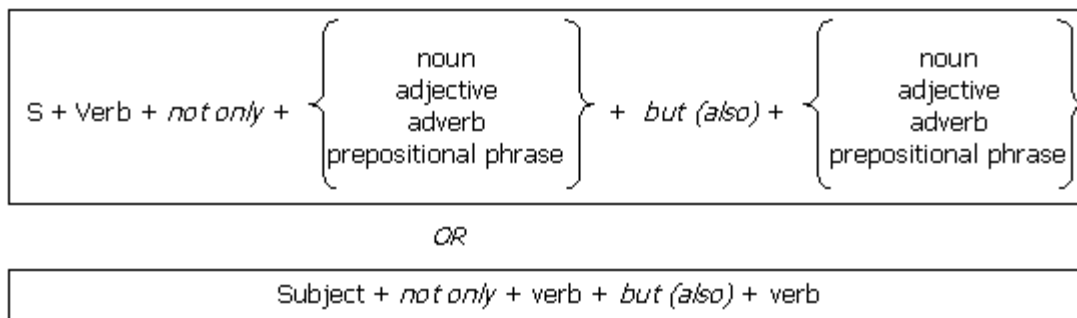 noun noun
adjective adjective
S + Verb + not only + adverb + but (also) + adverb
prepositional phrase prepositional phrase
OR
Subject + not only + verb + but (also) + verb